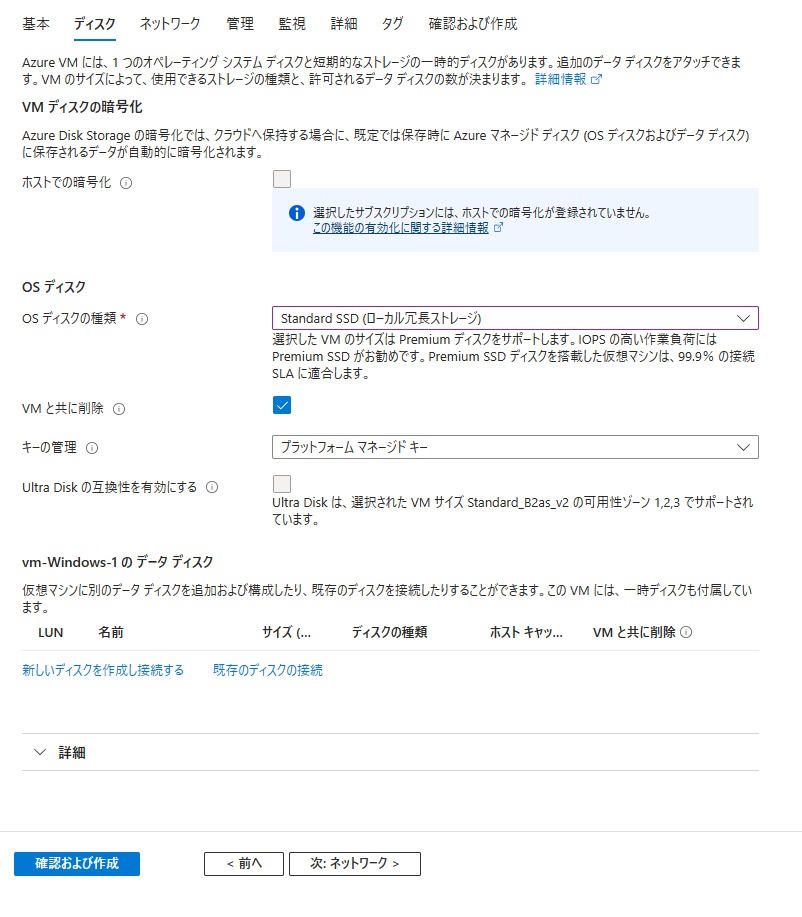 基本 ディスク ネットワーク 管理 監視 詳細 タグ 確認および作成
Azure VM には、1 つのオペレーティング システム ディスクと短期的なストレージの一時的ディスクがあります。追加のデータ ディスクをアタッチできま
す。VM のサイズによって、使用できるストレージの種類と、許可されるデータ ディスクの数が決まります。 詳細情報
VM ディスクの暗号化
Azure Disk Storage の暗号化では、クラウドへ保持する場合に、既定では保存時に Azure マネージド ディスク (OS ディスクおよびデータ ディスク)
に保存されるデータが自動的に暗号化されます。
ホストでの暗号化
選択したサブスクリプションには、ホストでの暗号化が登録されていません。
この機能の有効化に関する詳細情報
OS ディスク
OS ディスクの種類 *
Standard SSD (ローカル冗長ストレージ)
選択した VM のサイズは Premium ディスクをサポートします。IOPS の高い作業負荷には
Premium SSD がお勧めです。Premium SSD ディスクを搭載した仮想マシンは、99.9% の接続
SLA に適合します。
VM と共に削除
キーの管理
プラットフォーム マネージド キー
Ultra Disk の互換性を有効にする
Ultra Disk は、選択された VM サイズ Standard_B2as_v2 の可用性ゾーン 1,2,3 でサポートされ
ています。
vm-Windows-1 の データ ディスク
仮想マシンに別のデータ ディスクを追加および構成したり、既存のディスクを接続したりすることができます。この VM には、一時ディスクも付属してい
ます。
LUN 名前 サイズ (... ディスクの種類 ホスト キャッ... VM と共に削除
新しいディスクを作成し接続する 既存のディスクの接続
詳細
確認および作成 < 前へ 次: ネットワーク >